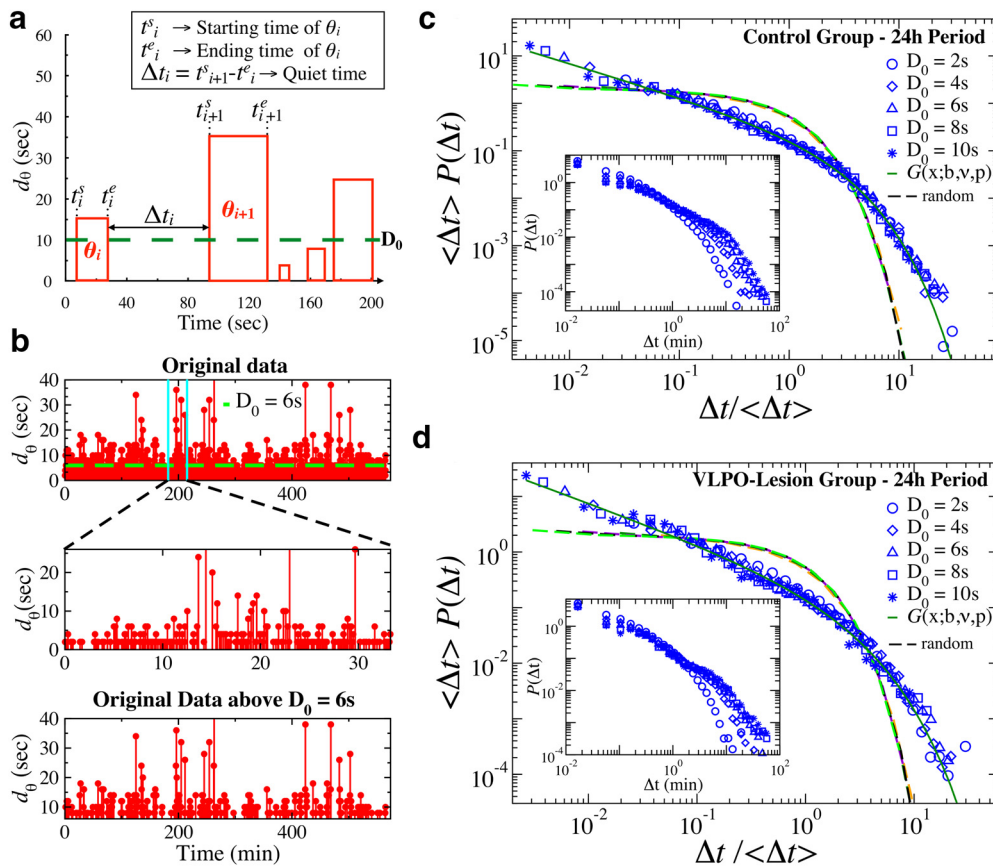 a
t^s_i → Starting time of θ_i
t^e_i → Ending time of θ_i
Δt_i = t^s_{i+1}-t^e_i → Quiet time
60
50
40
30
20
10
0
d_θ (sec)
t^s_i
t^e_i
Δt_i
t^s_{i+1}
t^e_{i+1}
θ_i
θ_{i+1}
D_0
0 40 80 120 160 200
Time (sec)
b
Original data
D_0 = 6s
40
30
20
10
0
d_θ (sec)
0 200 400
20
10
0
d_θ(sec)
0 10 20 30
Original Data above D_0 = 6s
40
30
20
10
d_θ (sec)
0 200 400
Time (min)
c
Control Group - 24h Period
D_0 = 2s
D_0 = 4s
D_0 = 6s
D_0 = 8s
D_0 = 10s
G(x;b,ν,p)
random
10^1
10^-1
10^-3
10^-5
<Δt> P(Δt)
10^0
10^-2
10^-4
P(Δt)
10^-2 10^0 10^2
Δt (min)
10^-2 10^-1 10^0 10^1
Δt/<Δt>
d
VLPO-Lesion Group - 24h Period
D_0 = 2s
D_0 = 4s
D_0 = 6s
D_0 = 8s
D_0 = 10s
G(x;b,ν,p)
random
10^0
10^-2
10^-4
<Δt> P(Δt)
10^0
10^-2
10^-4
P(Δt)
10^-2 10^0 10^2
Δt (min)
10^-2 10^-1 10^0 10^1
Δt /<Δt>